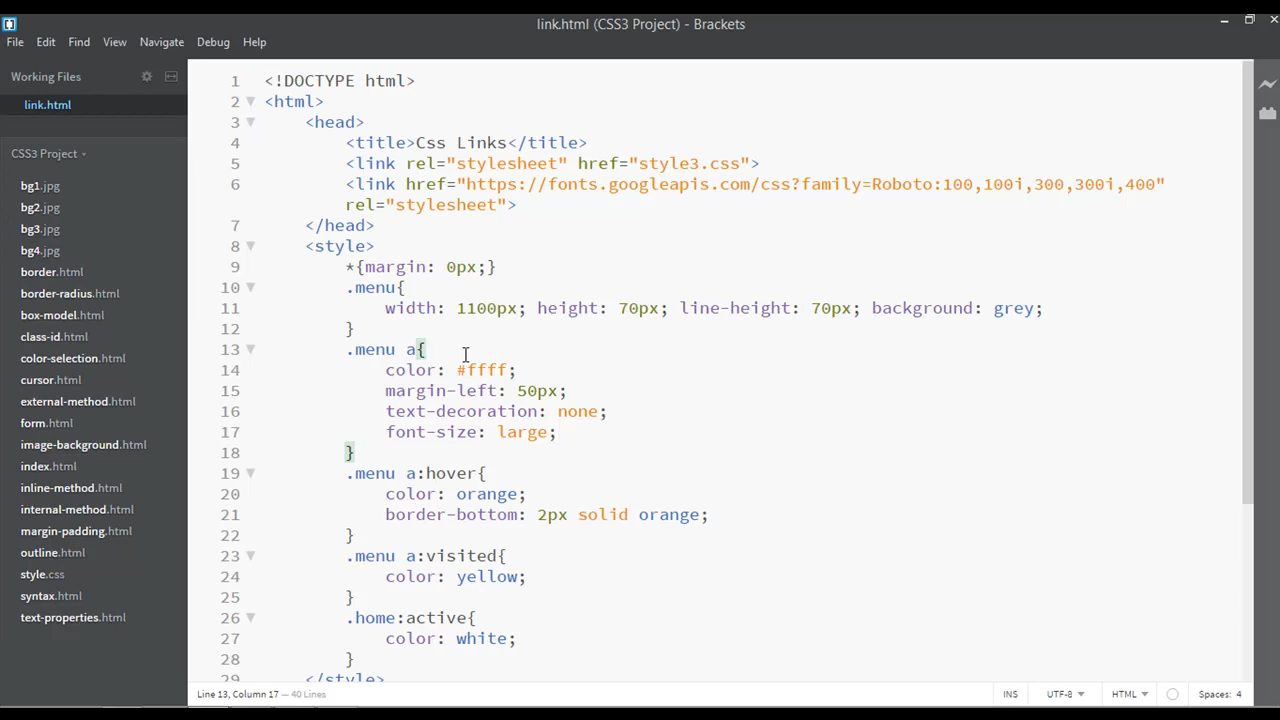 link.html (CSS3 Project) - Brackets
File Edit Find View Navigate Debug Help
Working Files
link.html
CSS3 Project
bg1.jpg
bg2.jpg
bg3.jpg
bg4.jpg
border.html
border-radius.html
box-model.html
class-id.html
color-selection.html
cursor.html
external-method.html
form.html
image-background.html
index.html
inline-method.html
internal-method.html
margin-padding.html
outline.html
style.css
syntax.html
text-properties.html
1 <!DOCTYPE html>
2 <html>
3 <head>
4 <title>Css Links</title>
5 <link rel="stylesheet" href="style3.css">
6 <link href="https://fonts.googleapis.com/css?family=Roboto:100,100i,300,300i,400"
rel="stylesheet">
7 </head>
8 <style>
9 *{margin: 0px;}
10 .menu{
11 width: 1100px; height: 70px; line-height: 70px; background: grey;
12 }
13 .menu a{
14 color: #ffff;
15 margin-left: 50px;
16 text-decoration: none;
17 font-size: large;
18 }
19 .menu a:hover{
20 color: orange;
21 border-bottom: 2px solid orange;
22 }
23 .menu a:visited{
24 color: yellow;
25 }
26 .home:active{
27 color: white;
28 }
29 </style>
Line 13, Column 17 — 40 Lines
INS UTF-8 HTML Spaces: 4